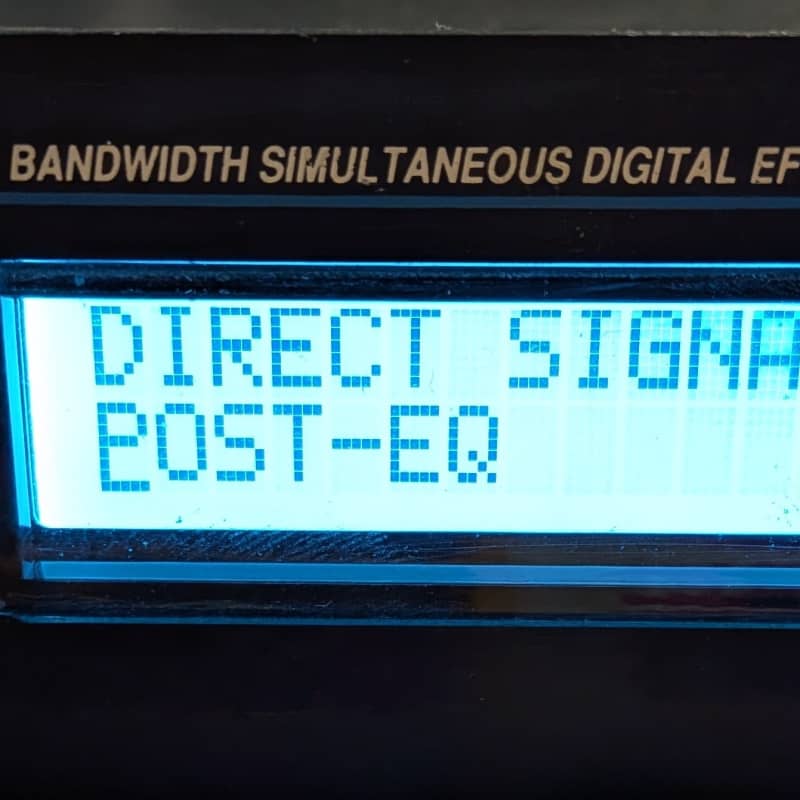 BANDWIDTH SIMULTANEOUS DIGITAL EF
DIRECT SIGNA
POST-EQ